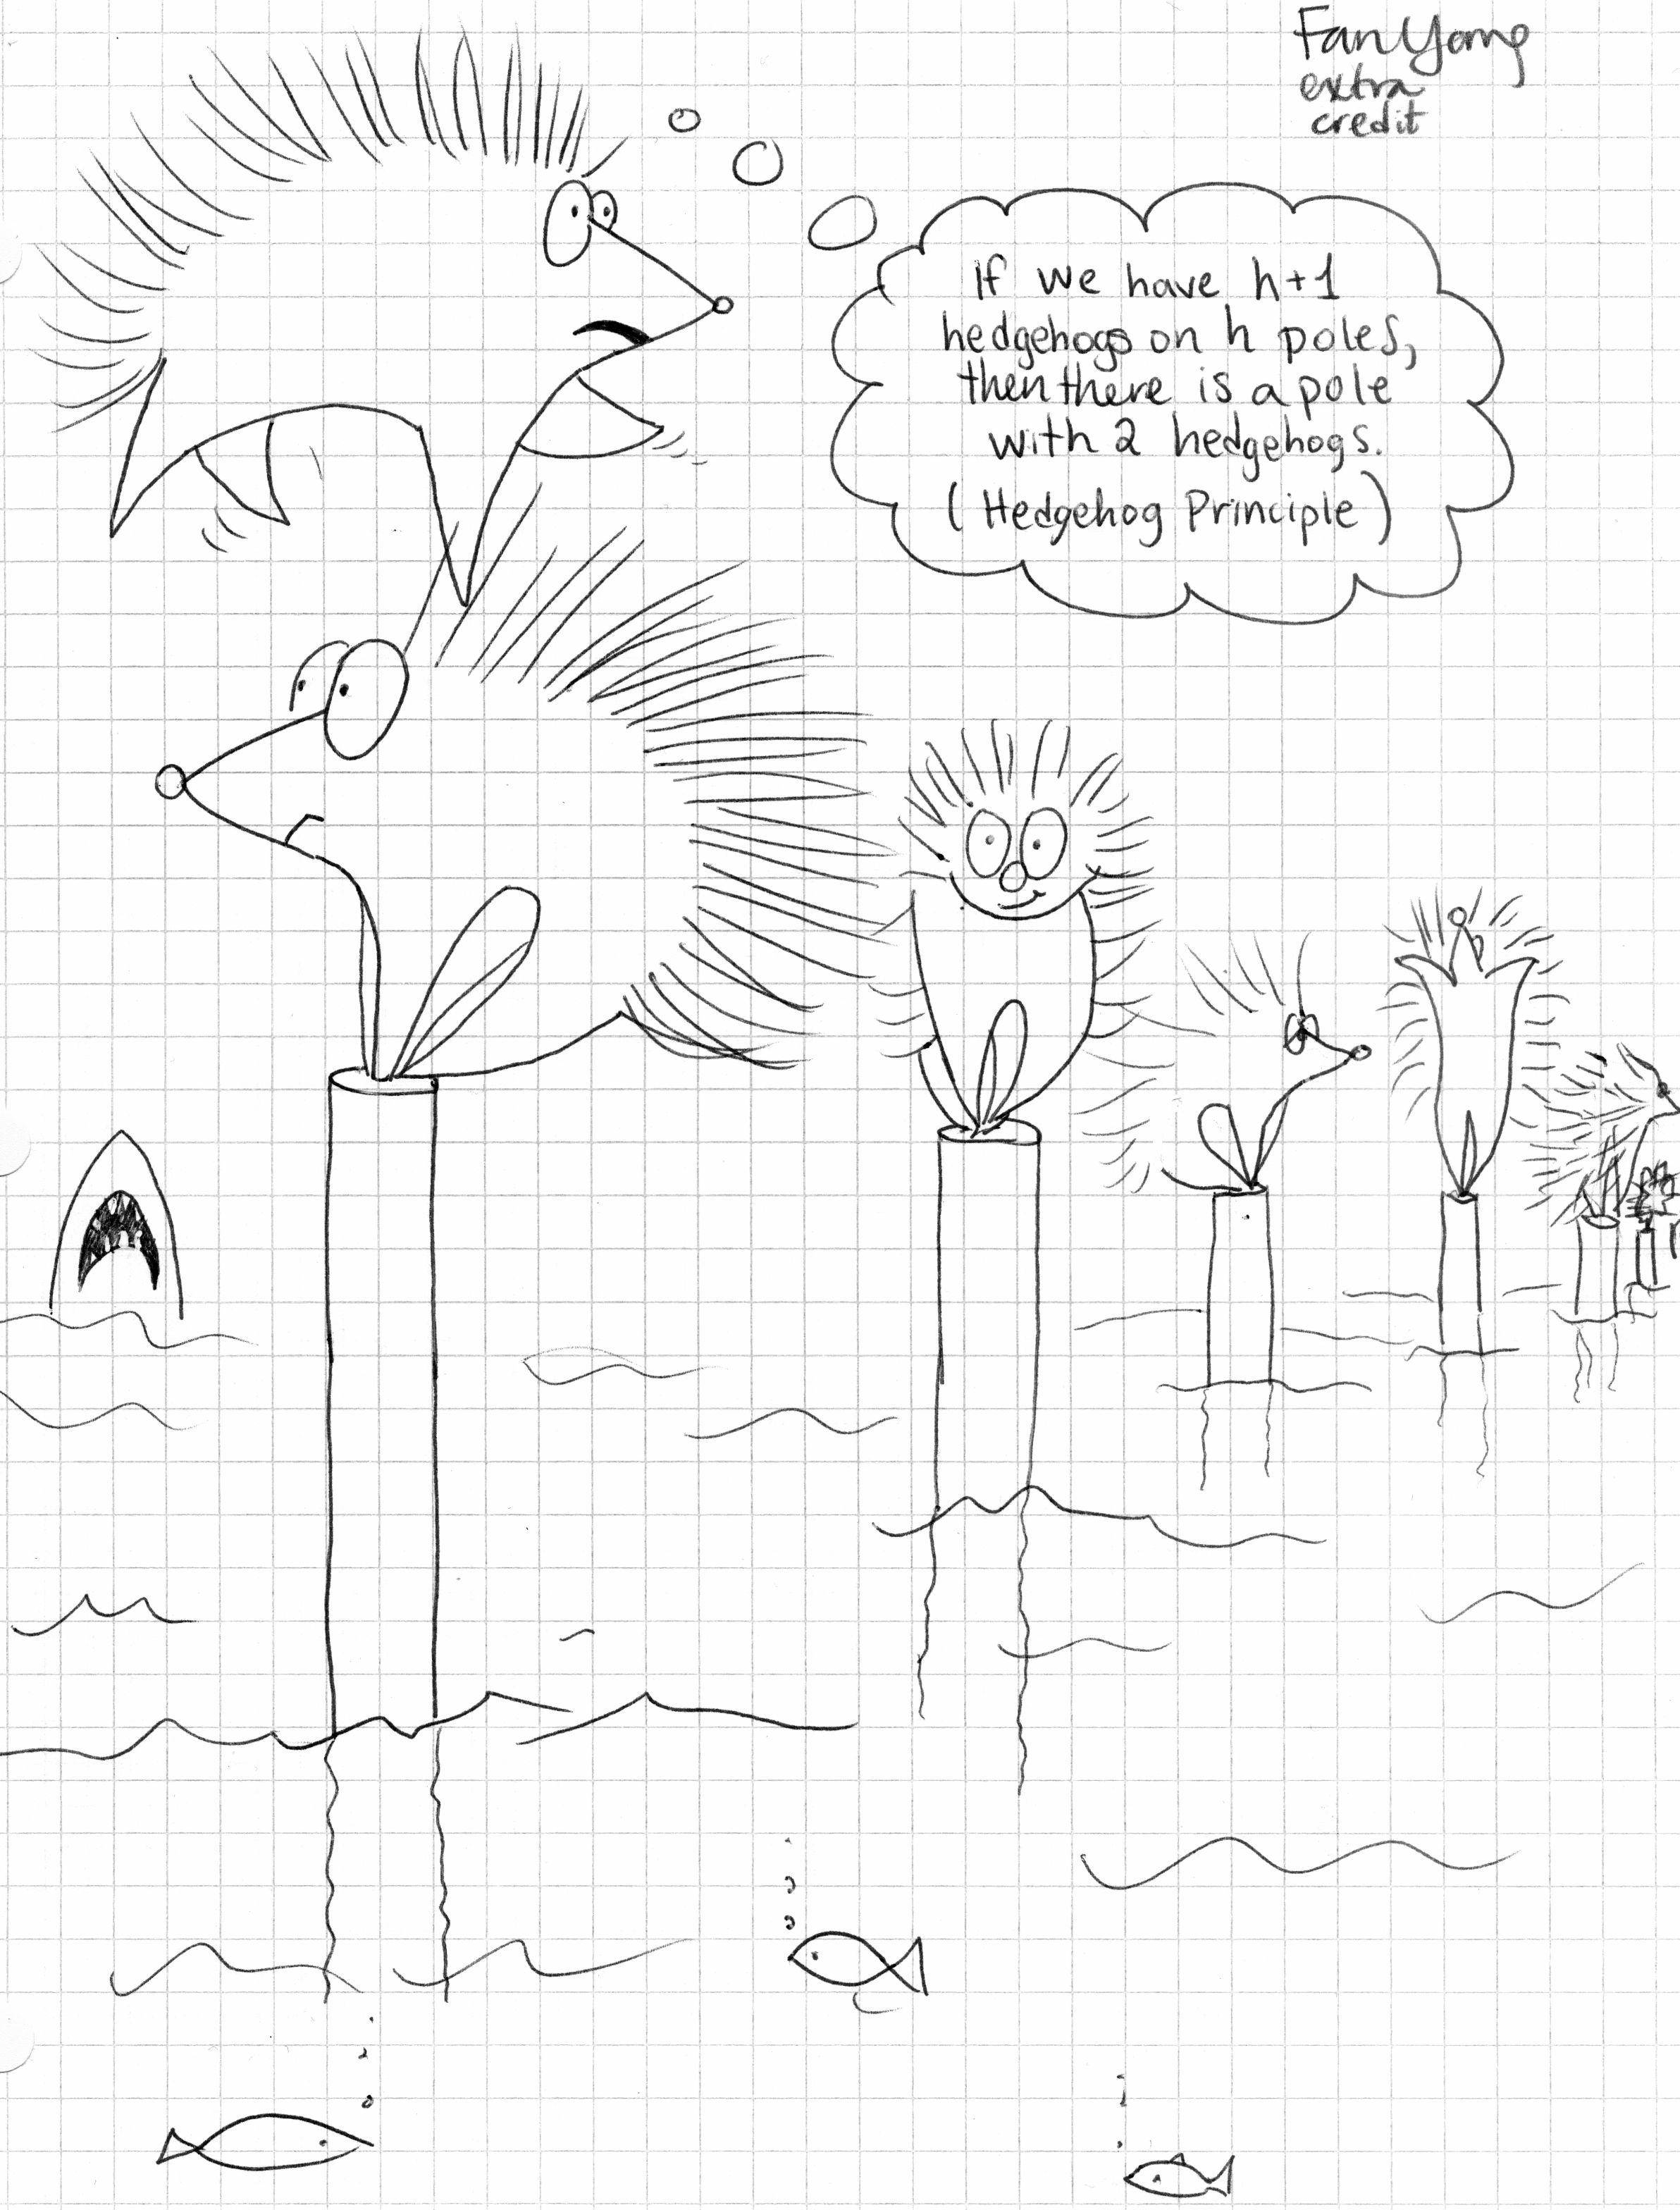 Fan Yang
extra
credit
If we have h+1
hedgehogs on h poles,
then there is a pole
with 2 hedgehogs.
(Hedgehog Principle)